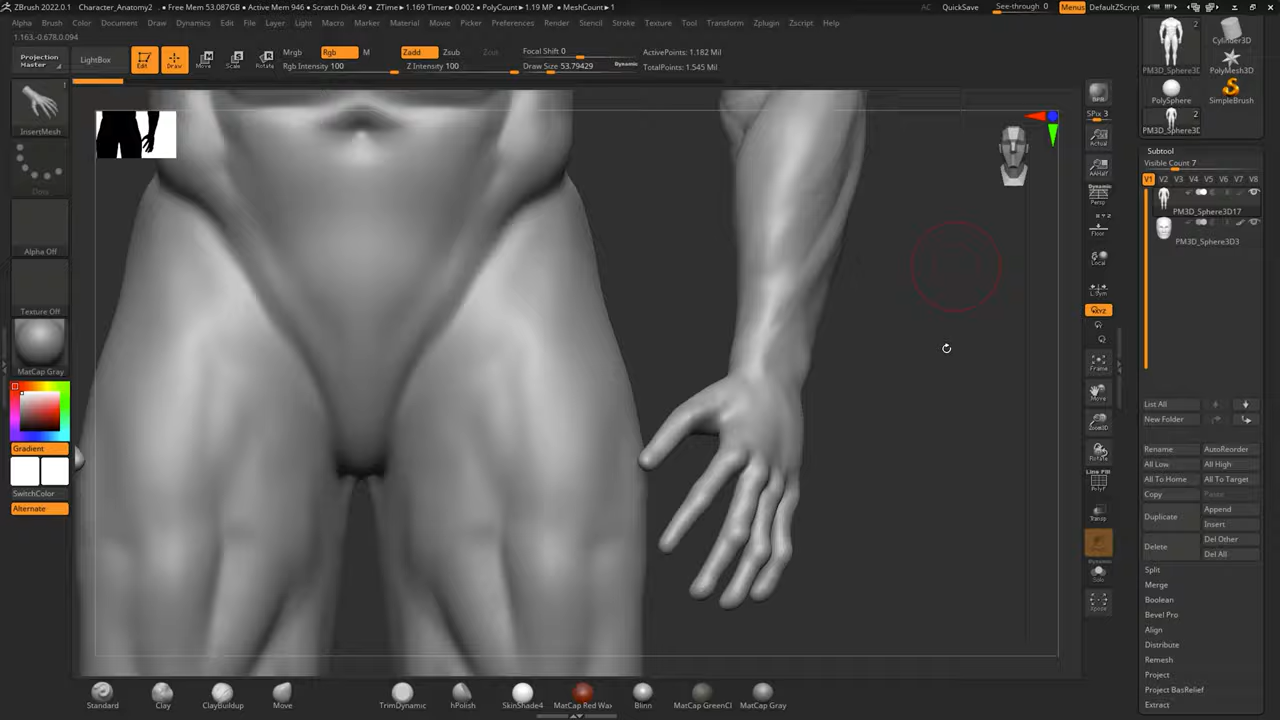 ZBrush 2022.0.1 Character_Anatomy2 • Free Mem 53.087GB • Active Mem 946 • Scratch Disk 49 • ZTime▸1.169 Timer▸0.002 • PolyCount▸1.19 MP • MeshCount▸1 AC QuickSave See-through 0 Menus DefaultZScript
Alpha Brush Color Document Draw Dynamics Edit File Layer Light Macro Marker Material Movie Picker Preferences Render Stencil Stroke Texture Tool Transform Zplugin Zscript Help
1.163,-0.678,0.094
Projection Master
LightBox
Edit Draw Move Scale Rotate
Mrgb Rgb M
Rgb Intensity 100
Zadd Zsub Zcut
Z Intensity 100
Focal Shift 0
Draw Size 53.79429 Dynamic
ActivePoints: 1.182 Mil
TotalPoints: 1.545 Mil
InsertMesh
Dots
Alpha Off
Texture Off
MatCap Gray
Gradient
SwitchColor
Alternate
BPR
SPix 3
Actual
AAHalf
Dynamic
Persp
Floor
Local
L.Sym
Frame
Move
Zoom3D
Rotate
Line Fill
PolyF
Transp
Dynamic
Solo
Xpose
2
Cylinder3D
PM3D_Sphere3D
PolyMesh3D
PolySphere
SimpleBrush
2
PM3D_Sphere3D
Subtool
Visible Count 7
V1 V2 V3 V4 V5 V6 V7 V8
PM3D_Sphere3D17
PM3D_Sphere3D3
List All
New Folder
Rename AutoReorder
All Low All High
All To Home All To Target
Copy Paste
Duplicate Append
Insert
Delete Del Other
Del All
Split
Merge
Boolean
Bevel Pro
Align
Distribute
Remesh
Project
Project BasRelief
Extract
Standard Clay ClayBuildup Move TrimDynamic hPolish SkinShade4 MatCap Red Wax Blinn MatCap GreenCl MatCap Gray